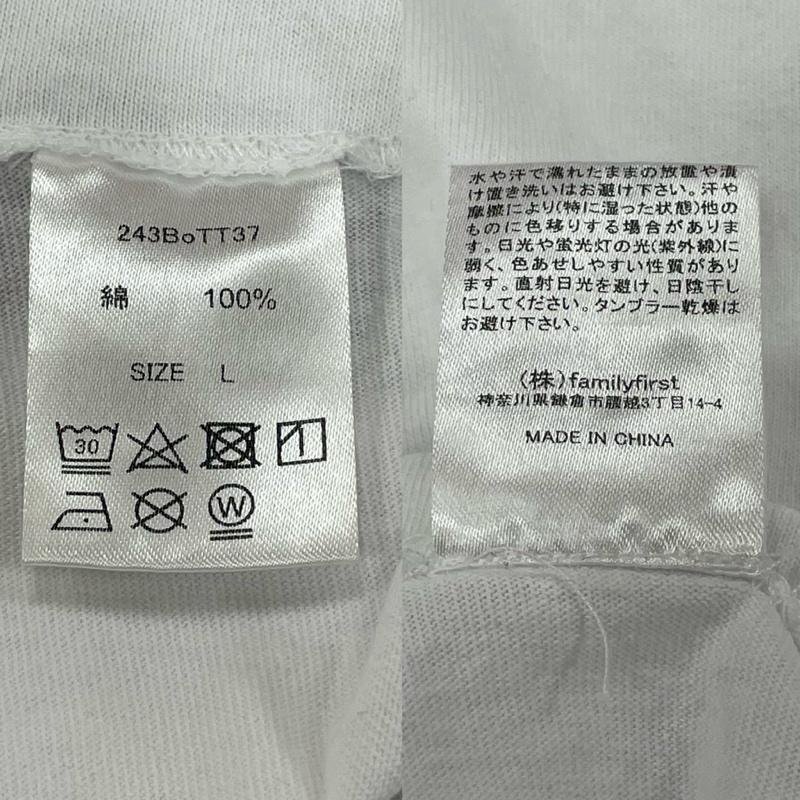 243BoTT37
綿 100%
SIZE L
30
W
水や汗で濡れたままの放置や漬
け置き洗いはお避け下さい。汗や
摩擦により(特に湿った状態)他の
ものに色移りする場合がありま
す。日光や蛍光灯の光(紫外線)に
弱く、色あせしやすい性質があり
ます。直射日光を避け、日陰干し
にしてください。タンブラー乾燥は
お避け下さい。
(株)familyfirst
神奈川県鎌倉市腰越3丁目14-4
MADE IN CHINA